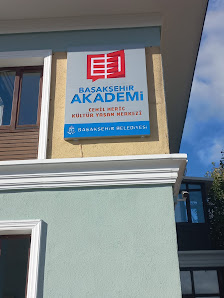 BAŞAKŞEHİR
AKADEMİ
CEMİL MERİÇ
KÜLTÜR YAŞAM MERKEZİ
BAŞAKŞEHİR BELEDİYESİ